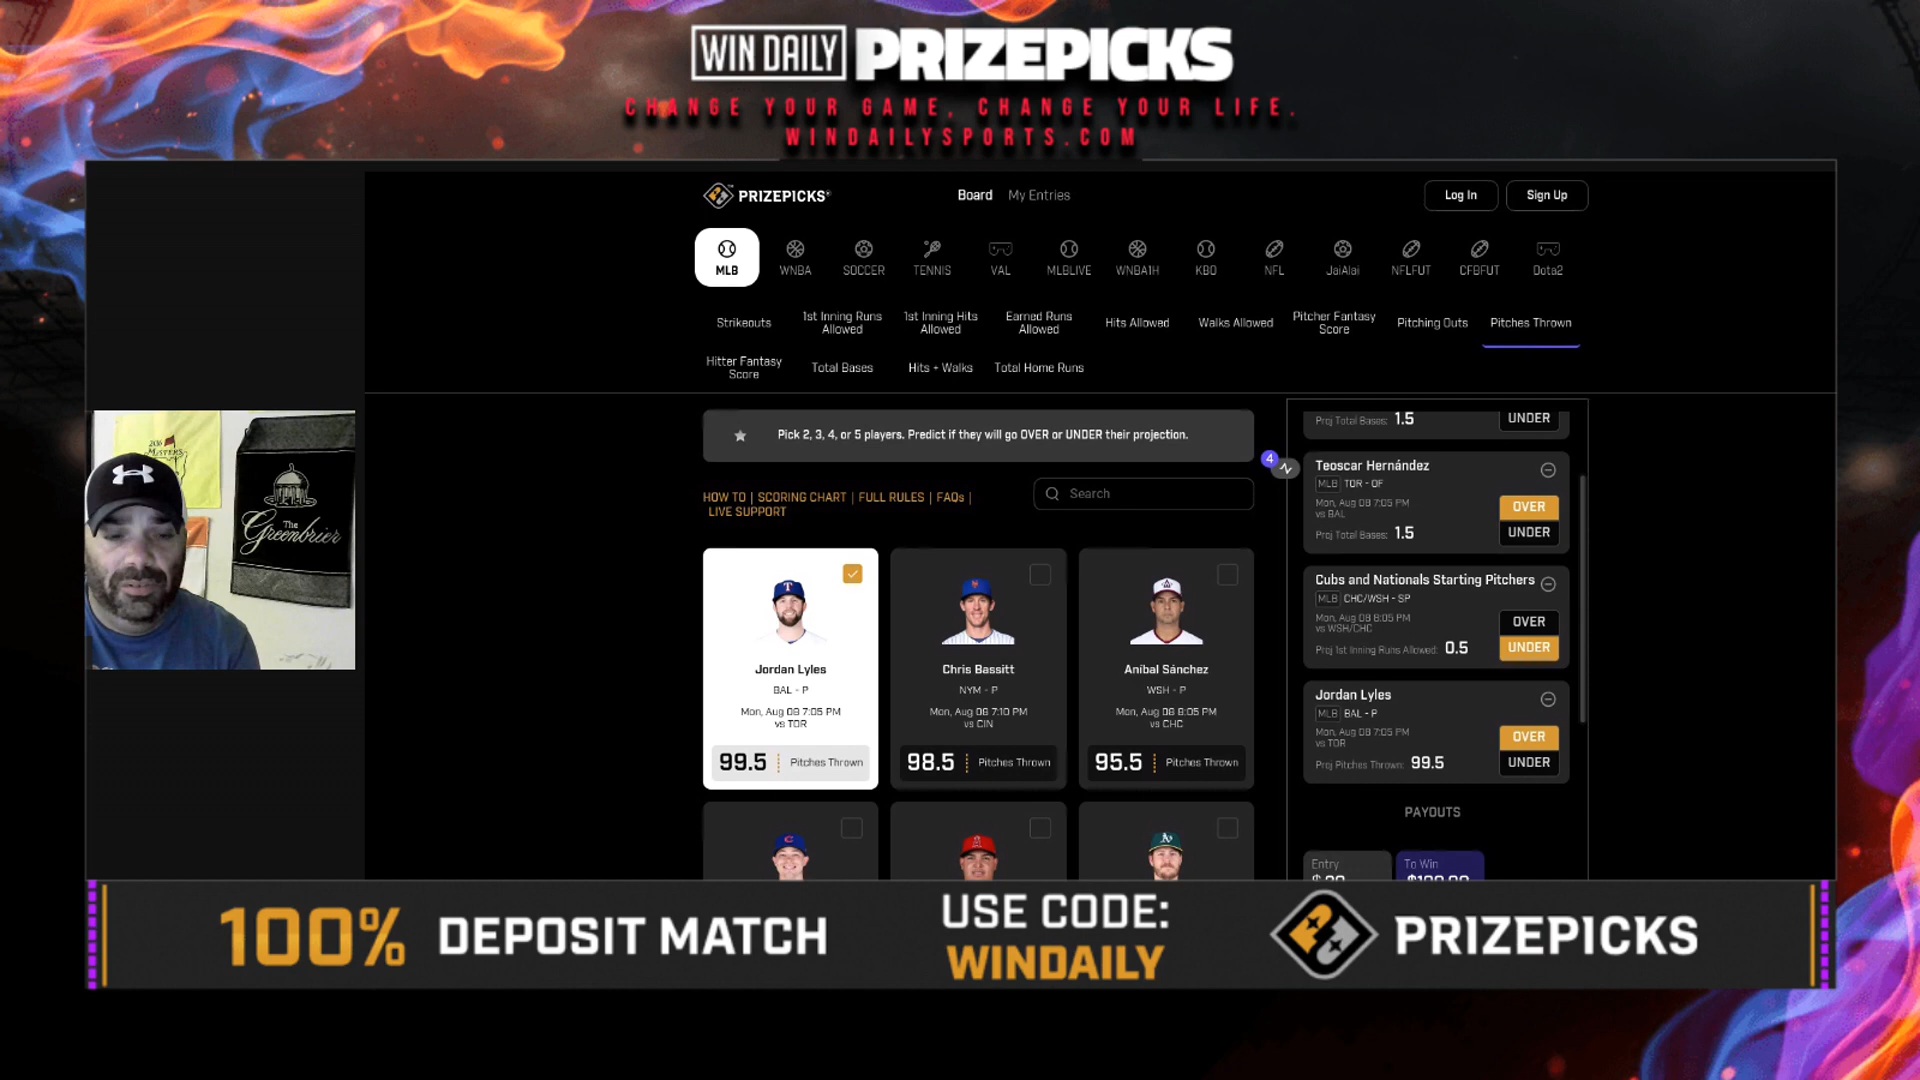 WIN DAILY PRIZEPICKS
CHANGE YOUR GAME, CHANGE YOUR LIFE.
WINDAILYSPORTS.COM
PRIZEPICKS
Board My Entries
Log In Sign Up
MLB WNBA SOCCER TENNIS VAL MLBLIVE WNBA1H KBO NFL JaiAlai NFLFUT CFBFUT Dota2
Strikeouts
1st Inning Runs
Allowed
1st Inning Hits
Allowed
Earned Runs
Allowed
Hits Allowed
Walks Allowed
Pitcher Fantasy
Score
Pitching Outs
Pitches Thrown
Hitter Fantasy
Score
Total Bases
Hits + Walks
Total Home Runs
Pick 2, 3, 4, or 5 players. Predict if they will go OVER or UNDER their projection.
HOW TO | SCORING CHART | FULL RULES | FAQs |
LIVE SUPPORT
Search
2016
MASTERS
The
Greenbrier
T
Jordan Lyles
BAL - P
Mon, Aug 08 7:05 PM
vs TOR
99.5 Pitches Thrown
Chris Bassitt
NYM - P
Mon, Aug 08 7:10 PM
vs CIN
98.5 Pitches Thrown
Aníbal Sánchez
WSH - P
Mon, Aug 08 8:05 PM
vs CHC
95.5 Pitches Thrown
4
Proj Total Bases: 1.5
UNDER
Teoscar Hernández
MLB TOR - OF
Mon, Aug 08 7:05 PM
vs BAL
Proj Total Bases: 1.5
OVER
UNDER
Cubs and Nationals Starting Pitchers
MLB CHC/WSH - SP
Mon, Aug 08 8:05 PM
vs WSH/CHC
Proj 1st Inning Runs Allowed: 0.5
OVER
UNDER
Jordan Lyles
MLB BAL - P
Mon, Aug 08 7:05 PM
vs TOR
Proj Pitches Thrown: 99.5
OVER
UNDER
PAYOUTS
Entry
To Win
100% DEPOSIT MATCH
USE CODE:
WINDAILY
PRIZEPICKS